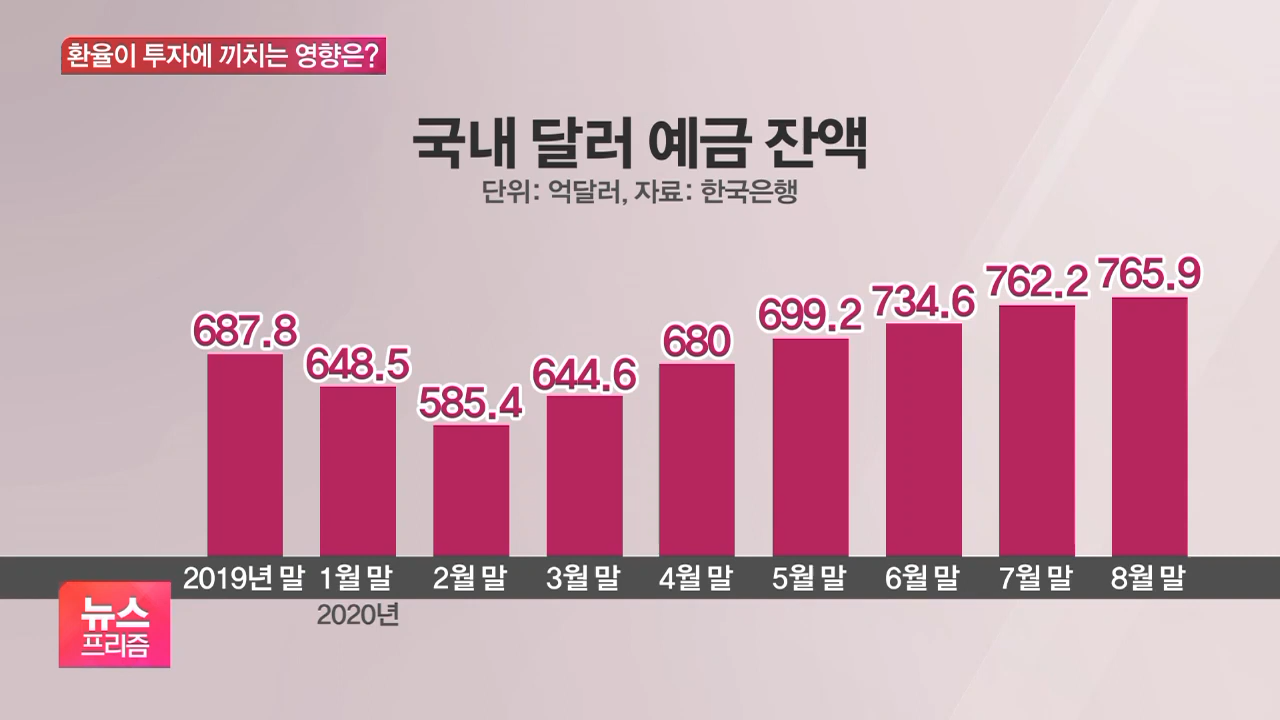 환율이 투자에 끼치는 영향은?
국내 달러 예금 잔액
단위: 억달러, 자료: 한국은행
687.8
648.5
585.4
644.6
680
699.2
734.6
762.2
765.9
2019년 말 1월 말 2월 말 3월 말 4월 말 5월 말 6월 말 7월 말 8월 말
2020년
뉴스
프리즘